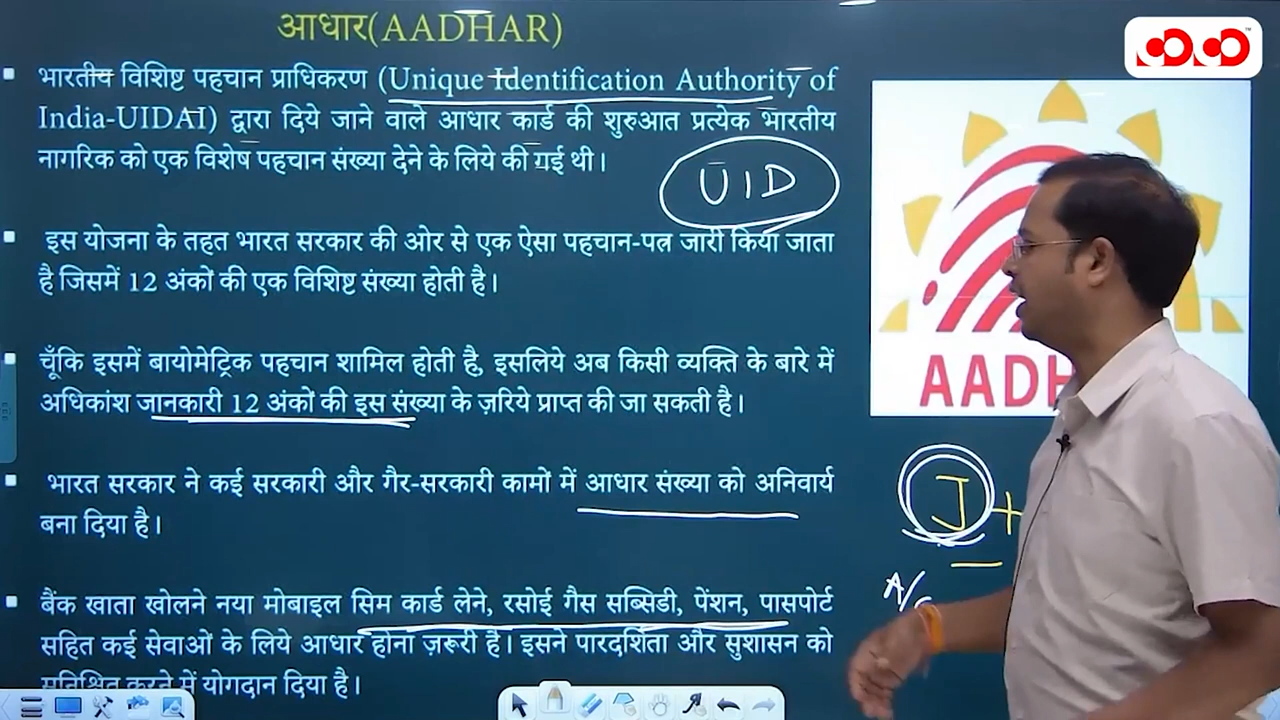 आधार(AADHAR)
भारतीय विशिष्ट पहचान प्राधिकरण (Unique Identification Authority of
India-UIDAI) द्वारा दिये जाने वाले आधार कार्ड की शुरुआत प्रत्येक भारतीय
नागरिक को एक विशेष पहचान संख्या देने के लिये की गई थी।
UID
इस योजना के तहत भारत सरकार की ओर से एक ऐसा पहचान-पत्र जारी किया जाता
है जिसमें 12 अंकों की एक विशिष्ट संख्या होती है।
चूँकि इसमें बायोमेट्रिक पहचान शामिल होती है, इसलिये अब किसी व्यक्ति के बारे में
अधिकांश जानकारी 12 अंकों की इस संख्या के ज़रिये प्राप्त की जा सकती है।
भारत सरकार ने कई सरकारी और गैर-सरकारी कामों में आधार संख्या को अनिवार्य
बना दिया है।
बैंक खाता खोलने नया मोबाइल सिम कार्ड लेने, रसोई गैस सब्सिडी, पेंशन, पासपोर्ट
सहित कई सेवाओं के लिये आधार होना ज़रूरी है। इसने पारदर्शिता और सुशासन को
सुनिश्चित करने में योगदान दिया है।
AADH
J +